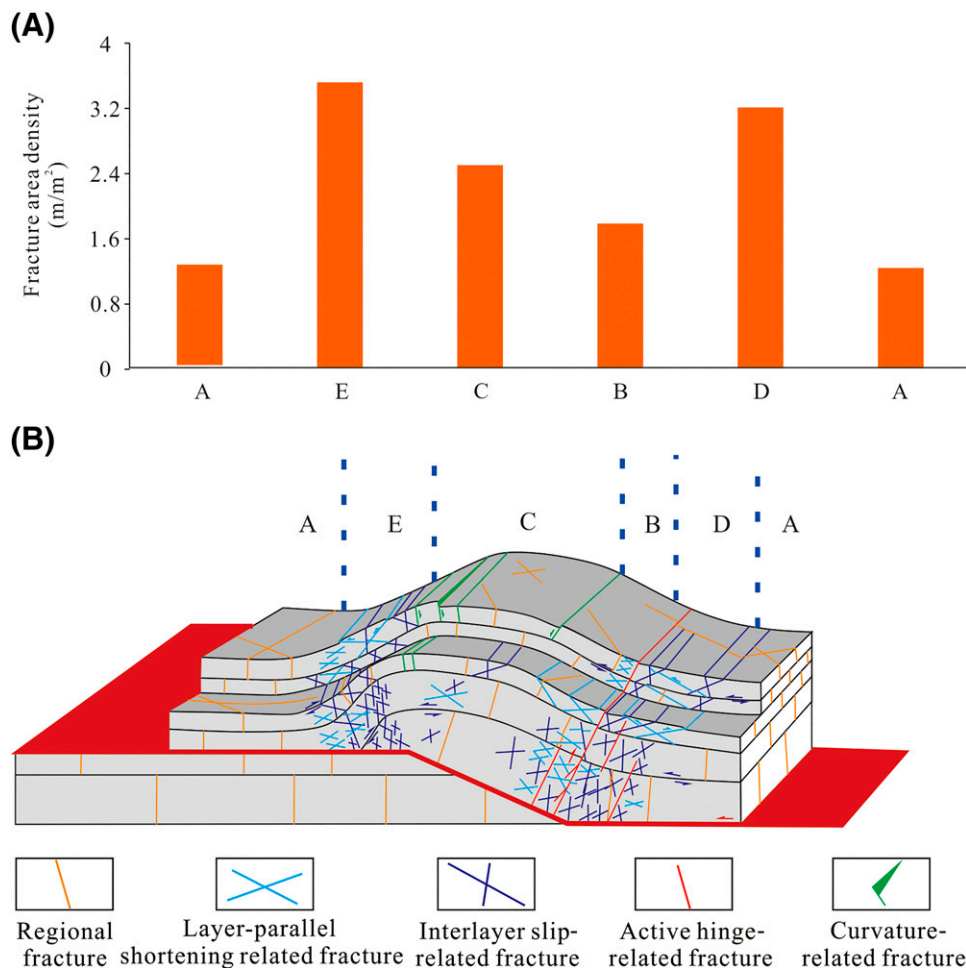 (A)
4
3.2
2.4
1.6
0.8
0
Fracture area density
(m/m²)
A E C B D A
(B)
A E C B D A
Regional
fracture
Layer-parallel
shortening related fracture
Interlayer slip-
related fracture
Active hinge-
related fracture
Curvature-
related fracture